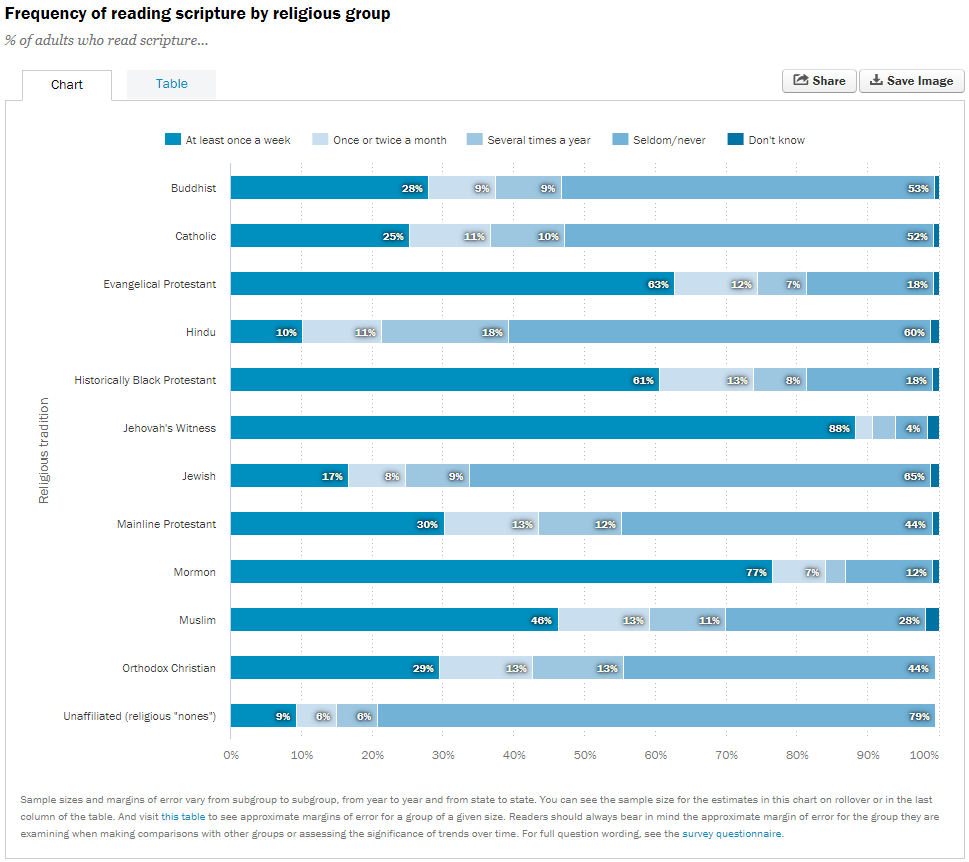 Frequency of reading scripture by religious group
% of adults who read scripture...
Chart
Table
Share
Save Image
At least once a week
Once or twice a month
Several times a year
Seldom/never
Don't know
Religious tradition
Buddhist 28% 9% 9% 53%
Catholic 25% 11% 10% 52%
Evangelical Protestant 63% 12% 7% 18%
Hindu 10% 11% 18% 60%
Historically Black Protestant 61% 13% 8% 18%
Jehovah's Witness 88% 4%
Jewish 17% 8% 9% 65%
Mainline Protestant 30% 13% 12% 44%
Mormon 77% 7% 12%
Muslim 46% 13% 11% 28%
Orthodox Christian 29% 13% 13% 44%
Unaffiliated (religious "nones") 9% 6% 6% 79%
0% 10% 20% 30% 40% 50% 60% 70% 80% 90% 100%
Sample sizes and margins of error vary from subgroup to subgroup, from year to year and from state to state. You can see the sample size for the estimates in this chart on rollover or in the last
column of the table. And visit this table to see approximate margins of error for a group of a given size. Readers should always bear in mind the approximate margin of error for the group they are
examining when making comparisons with other groups or assessing the significance of trends over time. For full question wording, see the survey questionnaire.